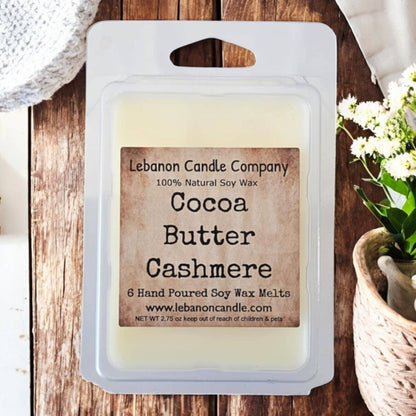 Lebanon Candle Company
100% Natural Soy Wax
Cocoa
Butter
Cashmere
6 Hand Poured Soy Wax Melts
www.lebanoncandle.com
NET WT 2.75 oz keep out of reach of children & pets